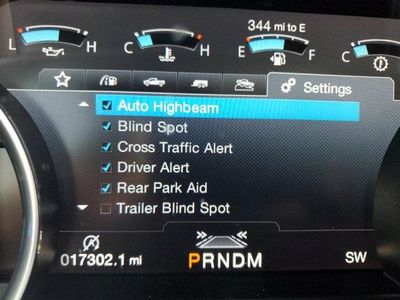 344 mi to E
L H C H E F C
Settings
Auto Highbeam
Blind Spot
Cross Traffic Alert
Driver Alert
Rear Park Aid
Trailer Blind Spot
017302.1 mi PRNDM SW